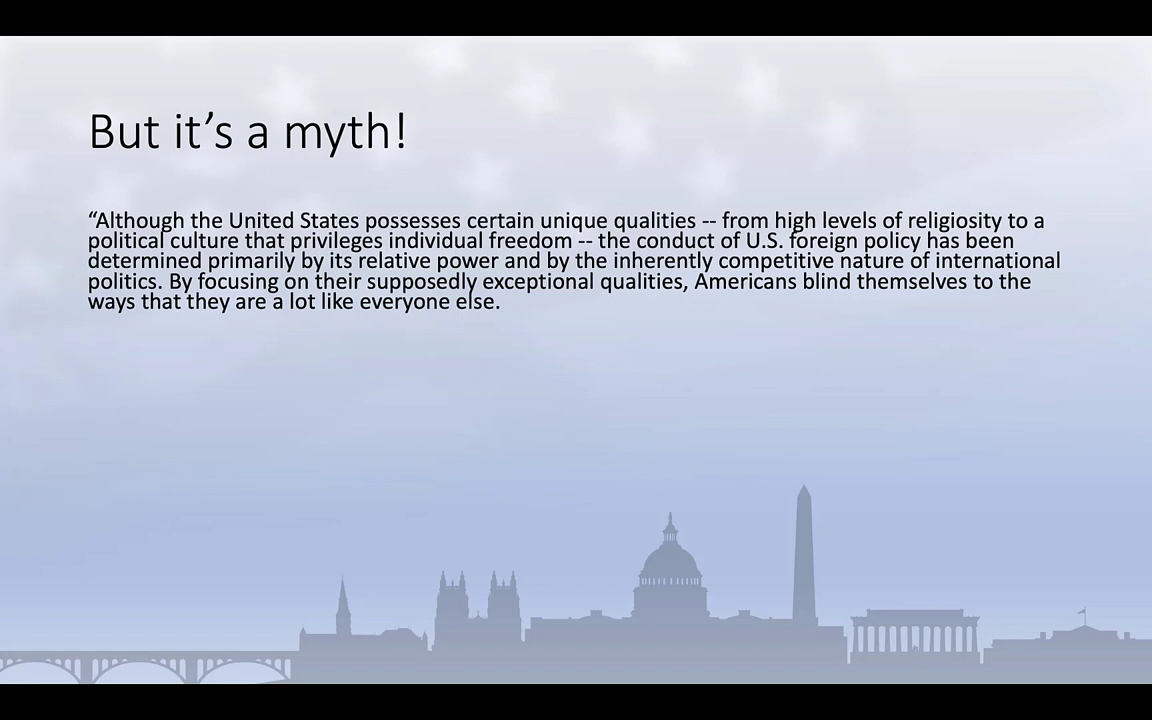 But it’s a myth!
“Although the United States possesses certain unique qualities -- from high levels of religiosity to a
political culture that privileges individual freedom -- the conduct of U.S. foreign policy has been
determined primarily by its relative power and by the inherently competitive nature of international
politics. By focusing on their supposedly exceptional qualities, Americans blind themselves to the
ways that they are a lot like everyone else.